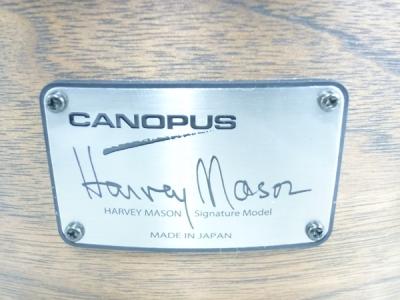 CANOPUS
Harvey Mason
HARVEY MASON Signature Model
MADE IN JAPAN